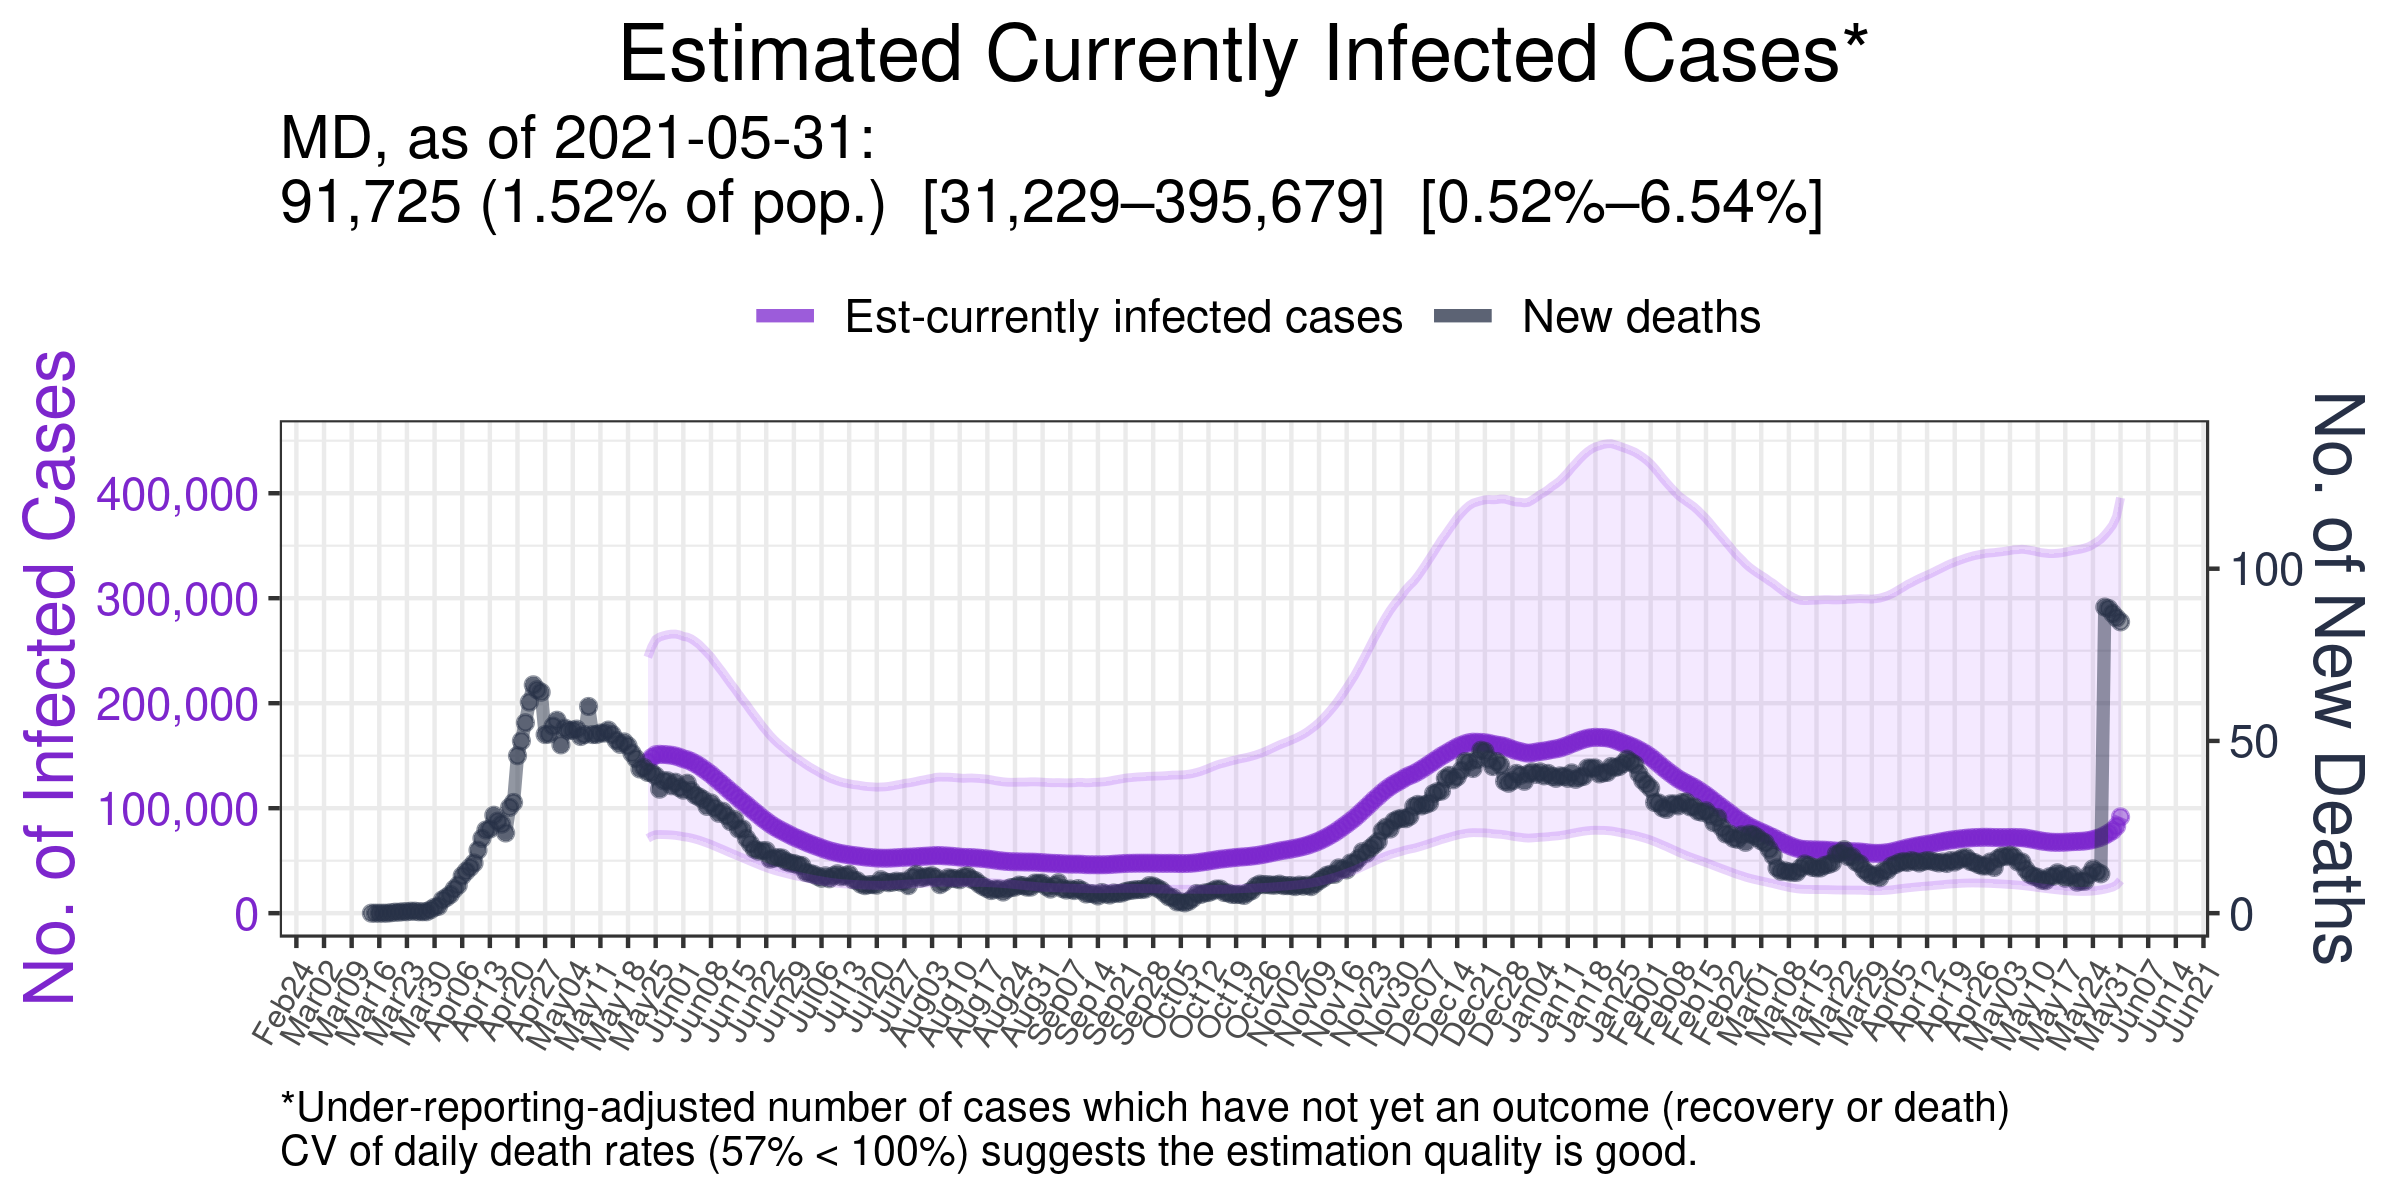 Estimated Currently Infected Cases*
MD, as of 2021-05-31:
91,725 (1.52% of pop.)  [31,229–395,679]  [0.52%–6.54%]
Est-currently infected cases
New deaths
No. of Infected Cases
400,000
300,000
200,000
100,000
0
100
50
0
No. of New Deaths
Feb24
Mar02
Mar09
Mar16
Mar23
Mar30
Apr06
Apr13
Apr20
Apr27
May04
May11
May18
May25
Jun01
Jun08
Jun15
Jun22
Jun29
Jul06
Jul13
Jul20
Jul27
Aug03
Aug10
Aug17
Aug24
Aug31
Sep07
Sep14
Sep21
Sep28
Oct05
Oct12
Oct19
Oct26
Nov02
Nov09
Nov16
Nov23
Nov30
Dec07
Dec14
Dec21
Dec28
Jan04
Jan11
Jan18
Jan25
Feb01
Feb08
Feb15
Feb22
Mar01
Mar08
Mar15
Mar22
Mar29
Apr05
Apr12
Apr19
Apr26
May03
May10
May17
May24
May31
Jun07
Jun14
Jun21
*Under-reporting-adjusted number of cases which have not yet an outcome (recovery or death)
CV of daily death rates (57% < 100%) suggests the estimation quality is good.